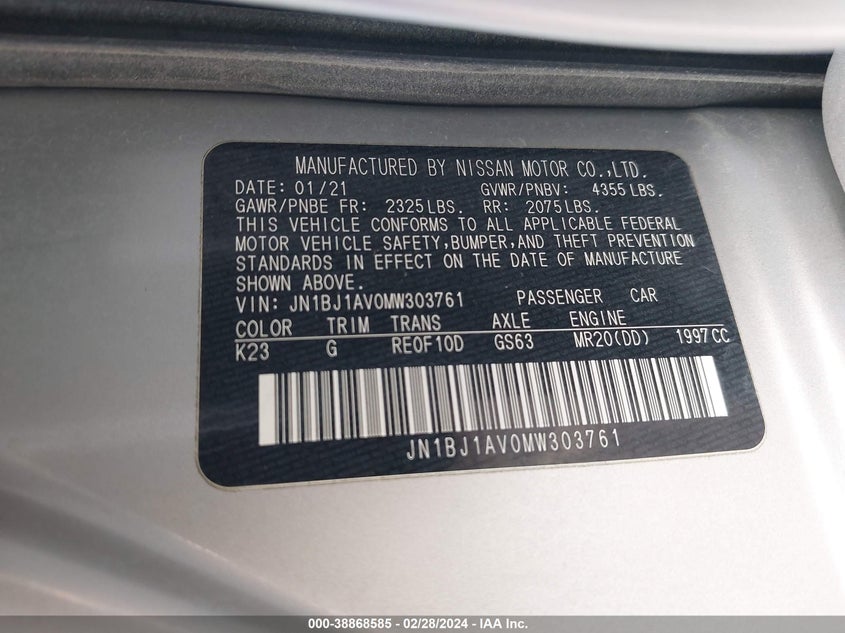 MANUFACTURED BY NISSAN MOTOR CO.,LTD.
DATE: 01/21 GVWR/PNBV: 4355 LBS.
GAWR/PNBE FR: 2325 LBS. RR: 2075 LBS.
THIS VEHICLE CONFORMS TO ALL APPLICABLE FEDERAL
MOTOR VEHICLE SAFETY, BUMPER, AND THEFT PREVENTION
STANDARDS IN EFFECT ON THE DATE OF MANUFACTURE
SHOWN ABOVE.
VIN: JN1BJ1AV0MW303761 PASSENGER CAR
COLOR TRIM TRANS AXLE ENGINE
K23 G RE0F10D GS63 MR20(DD) 1997CC
JN1BJ1AV0MW303761
000-38868585 - 02/28/2024 - IAA Inc.